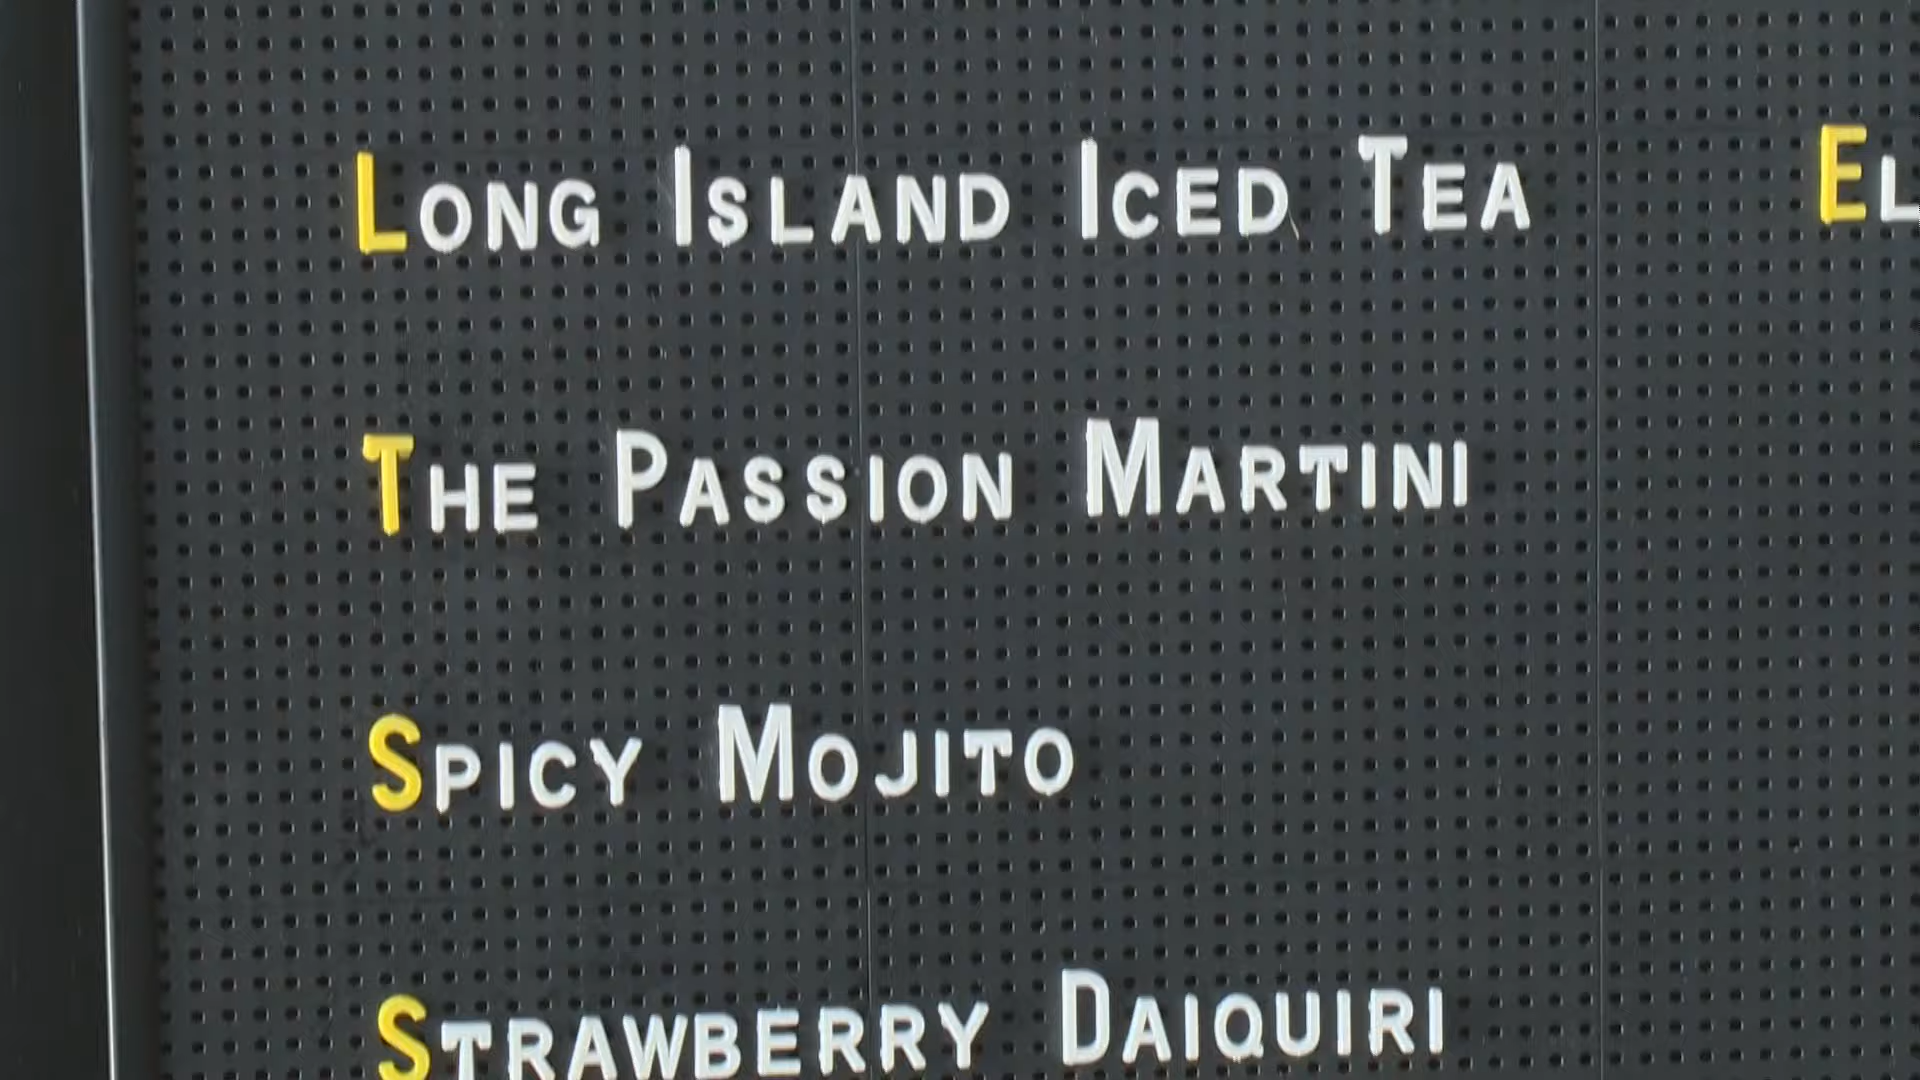 Long Island Iced Tea
The Passion Martini
Spicy Mojito
Strawberry Daiquiri